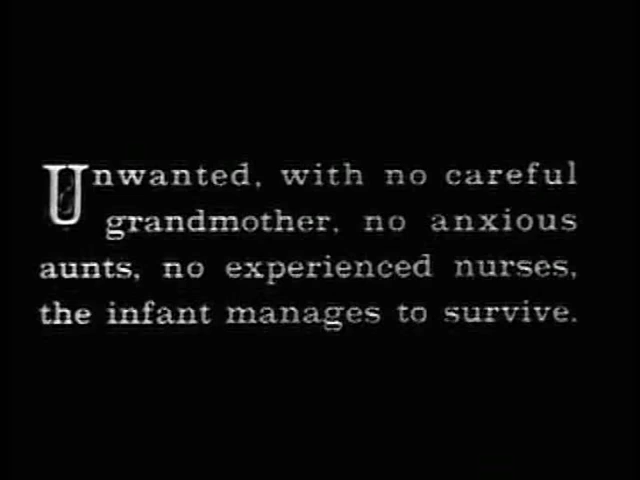 Unwanted, with no careful
grandmother, no anxious
aunts, no experienced nurses,
the infant manages to survive.